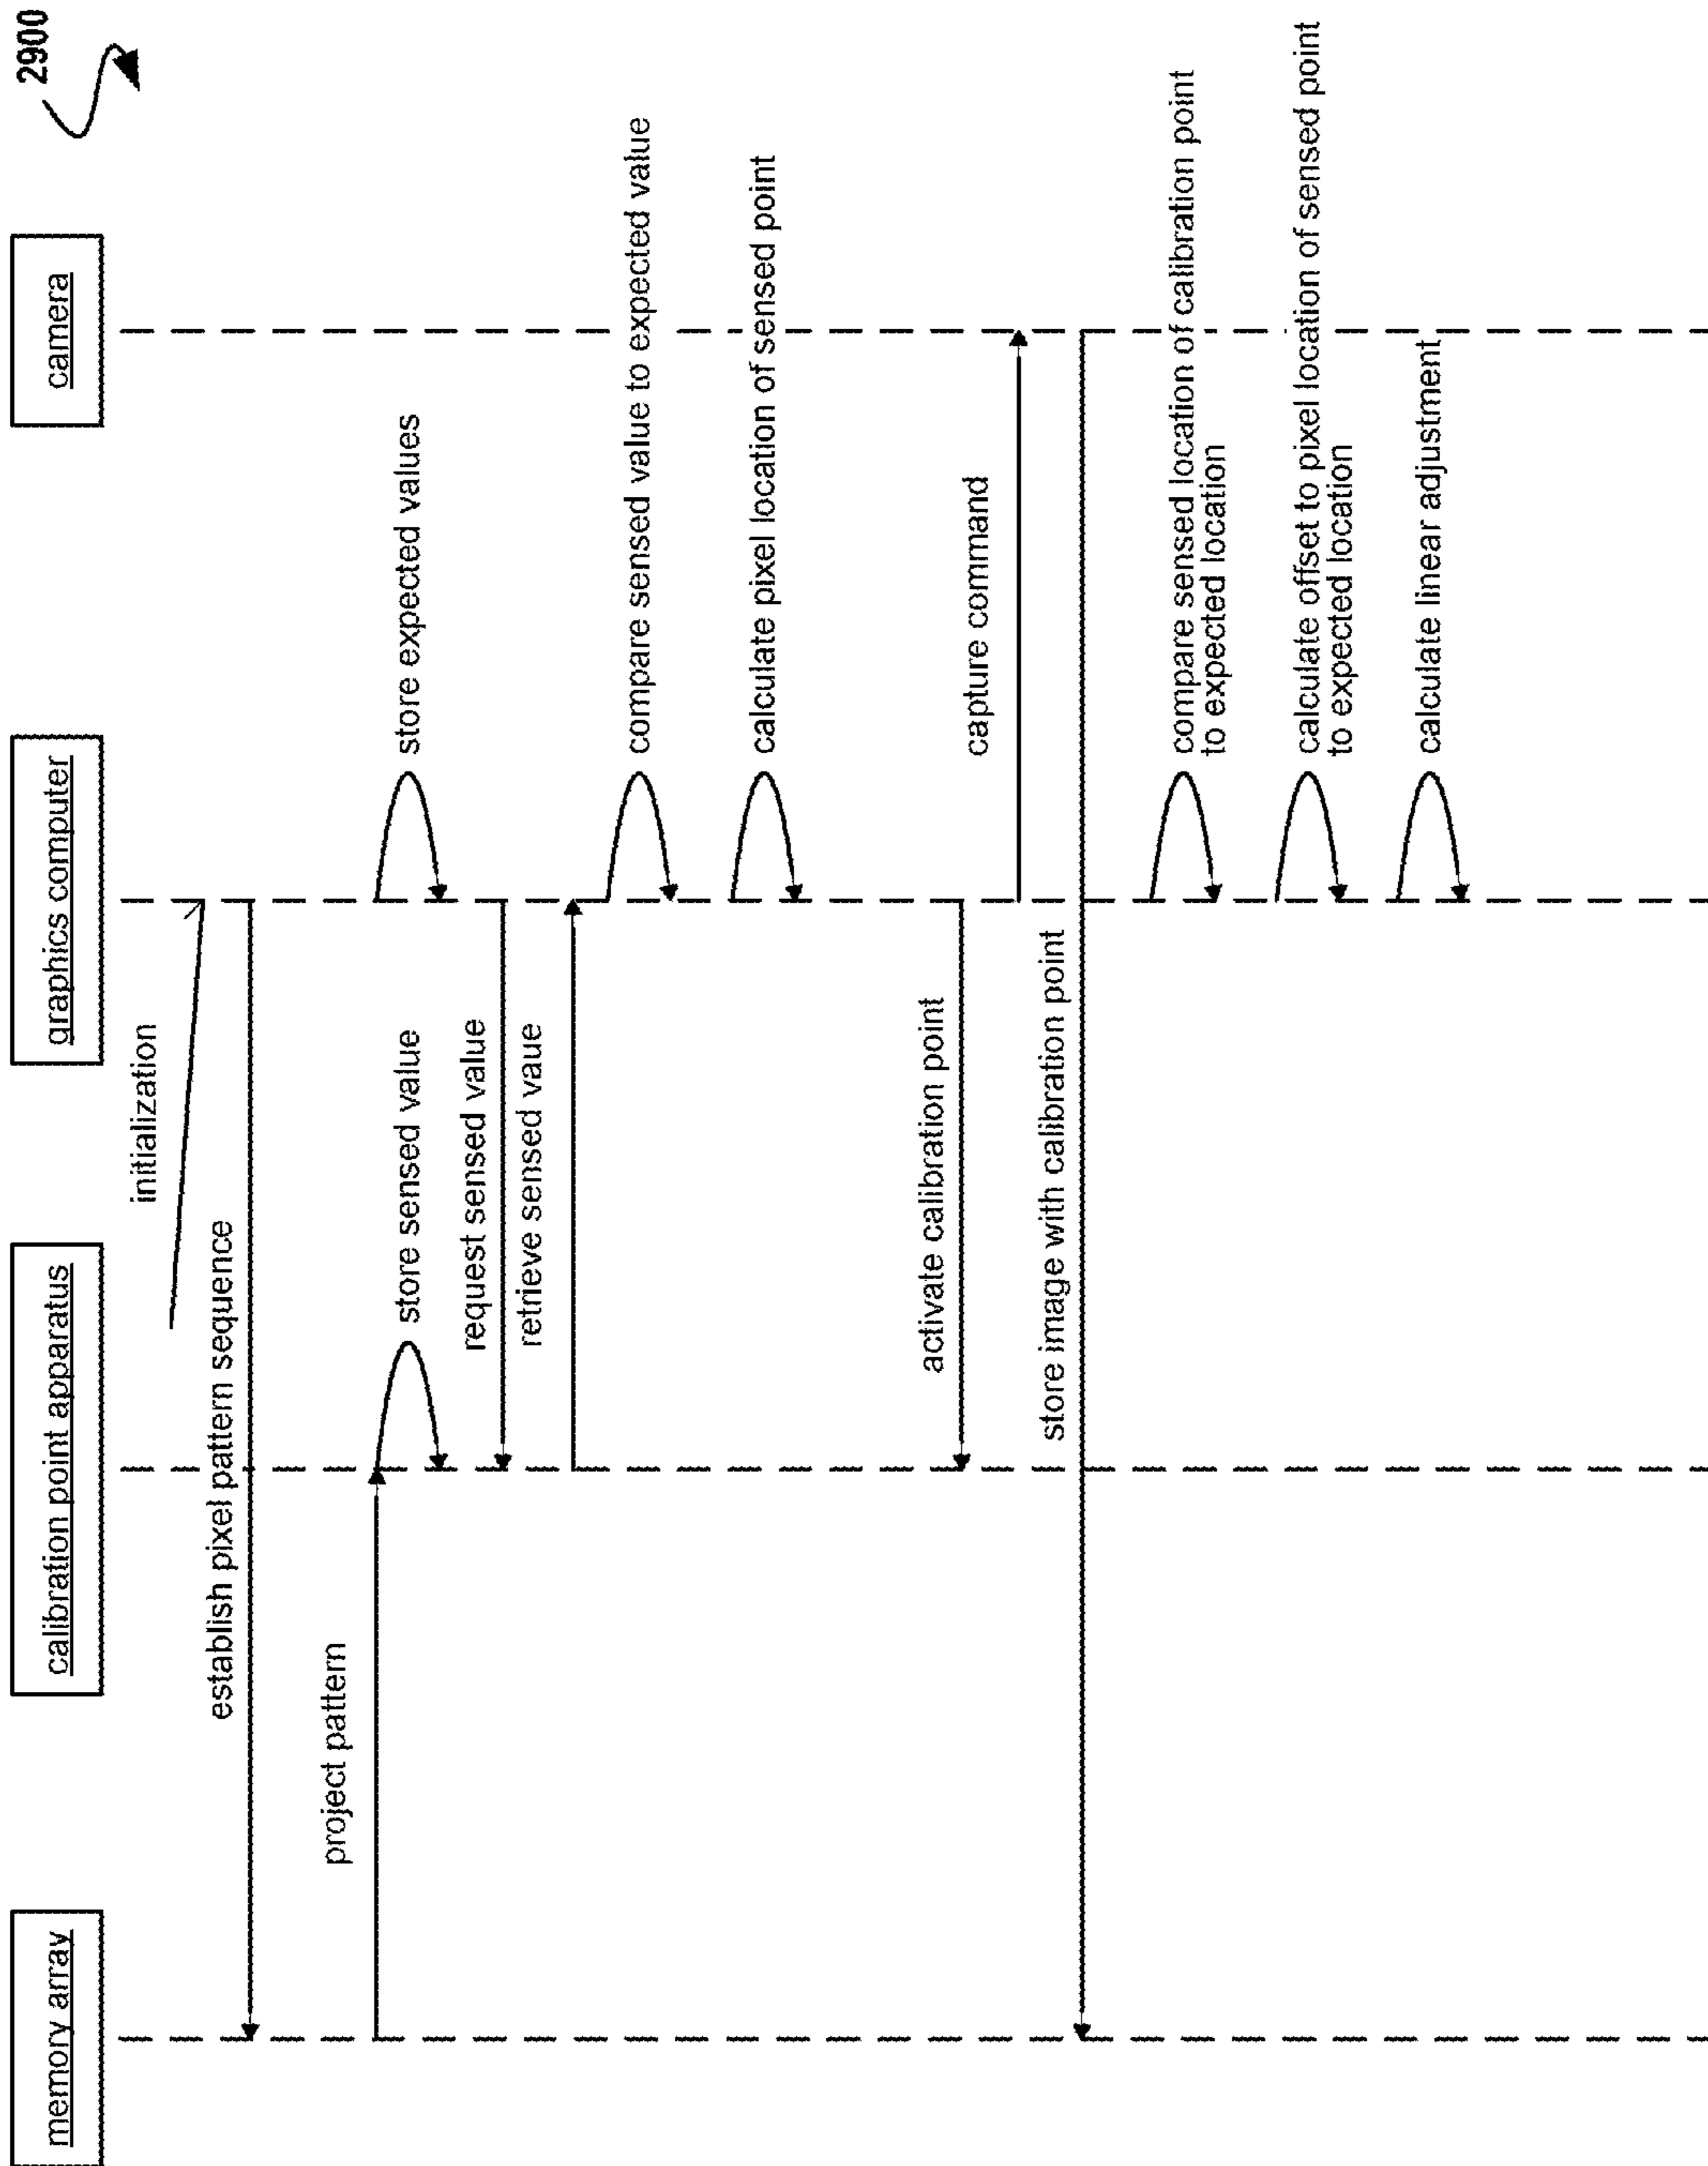 2900
memory array
calibration point apparatus
graphics computer
camera
initialization
establish pixel pattern sequence
project pattern
store sensed value
store expected values
request sensed value
retrieve sensed vaue
compare sensed value to expected value
calculate pixel location of sensed point
activate calibration point
capture command
store image with calibration point
compare sensed location of calibration point
to expected location
calculate offset to pixel location of sensed point
to expected location
calculate linear adjustment